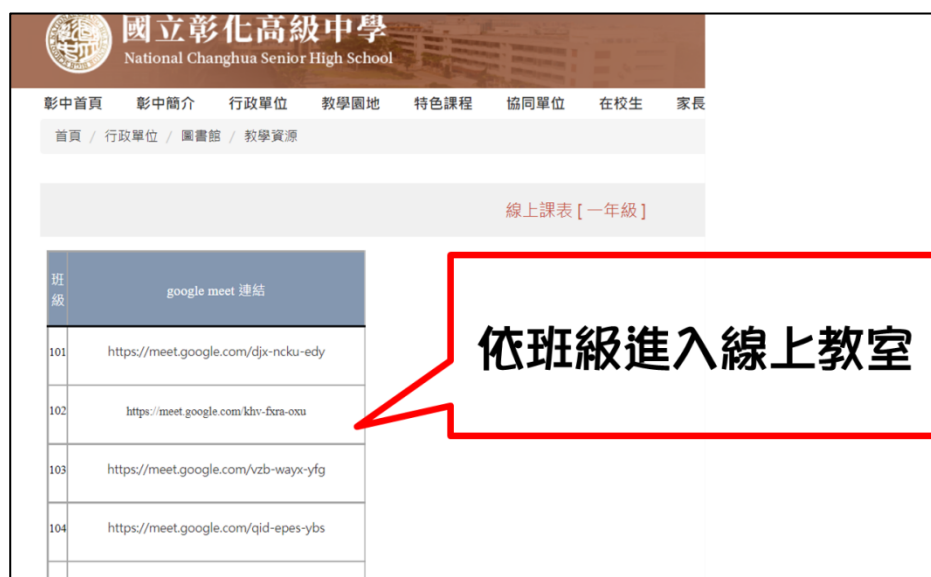 國立彰化高級中學
National Changhua Senior High School
彰中首頁 彰中簡介 行政單位 教學園地 特色課程 協同單位 在校生 家長
首頁 / 行政單位 / 圖書館 / 教學資源
線上課表 [ 一年級 ]
班級 google meet 連結
101 https://meet.google.com/djx-ncku-edy
102 https://meet.google.com/khv-fxra-oxu
103 https://meet.google.com/vzb-wayx-yfg
104 https://meet.google.com/qid-epes-ybs
依班級進入線上教室